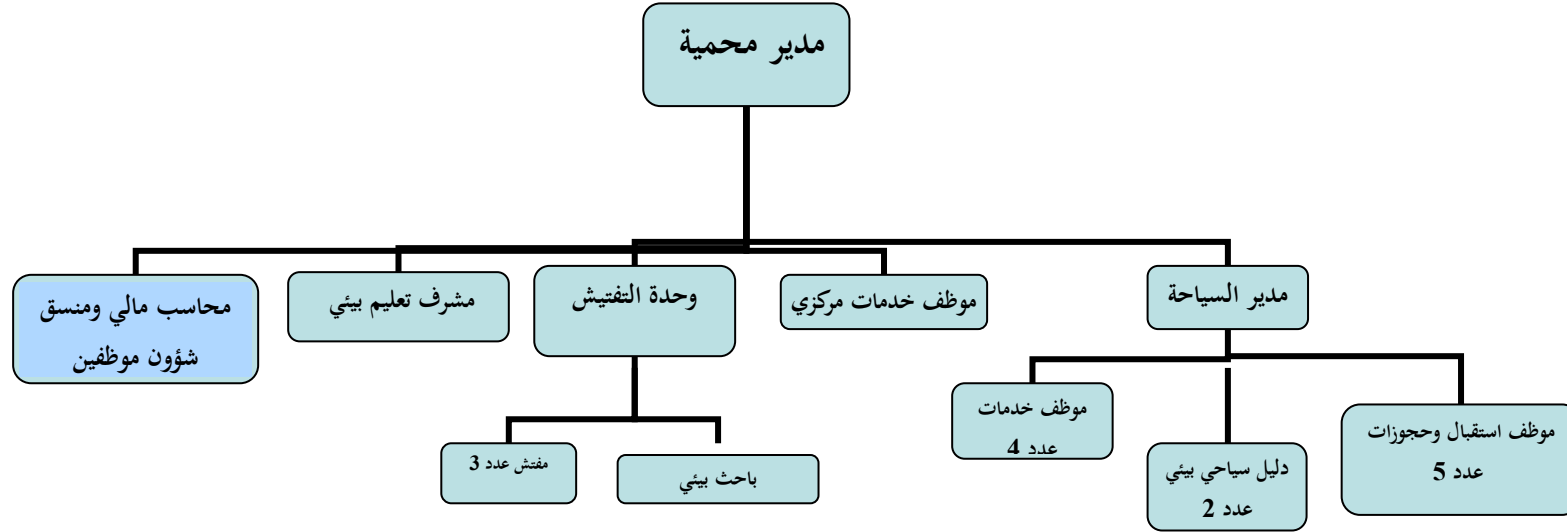 مدير محمية
مدير السياحة
موظف خدمات مركزي
وحدة التفتيش
مشرف تعليم بيئي
محاسب مالي ومنسق
شؤون موظفين
موظف استقبال وحجوزات
عدد 5
دليل سياحي بيئي
عدد 2
موظف خدمات
عدد 4
باحث بيئي
مفتش عدد 3